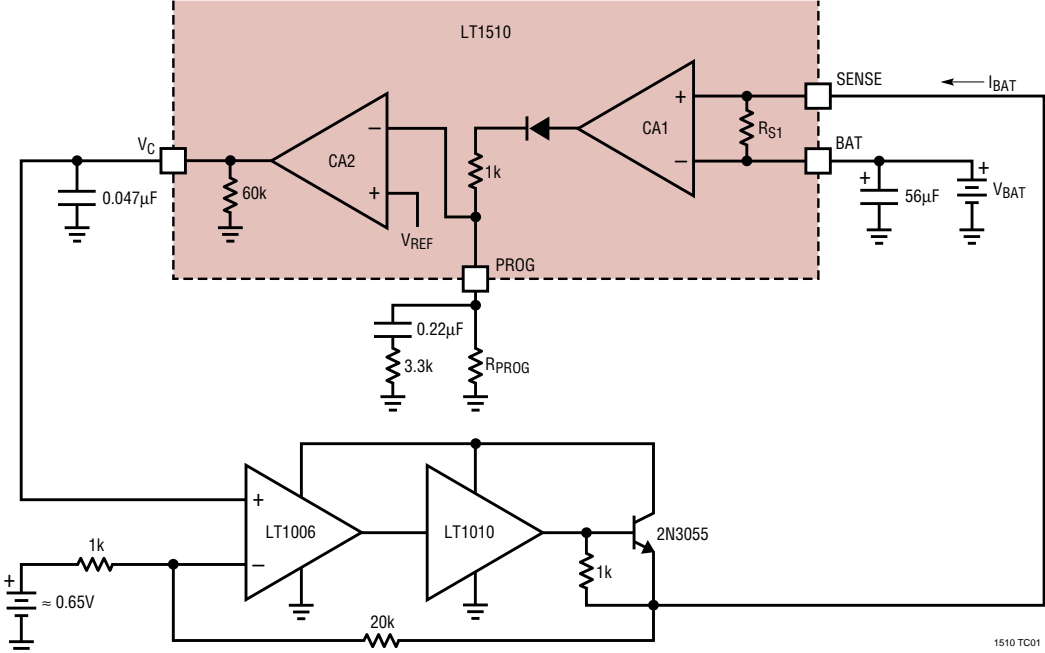 LT1510
SENSE
I_BAT
+
CA1
R_S1
−
BAT
V_C
−
CA2
+
1k
60k
0.047µF
V_REF
+
56µF
+
V_BAT
PROG
0.22µF
3.3k
R_PROG
+
LT1006
−
LT1010
2N3055
1k
1k
+
≈ 0.65V
20k
1510 TC01